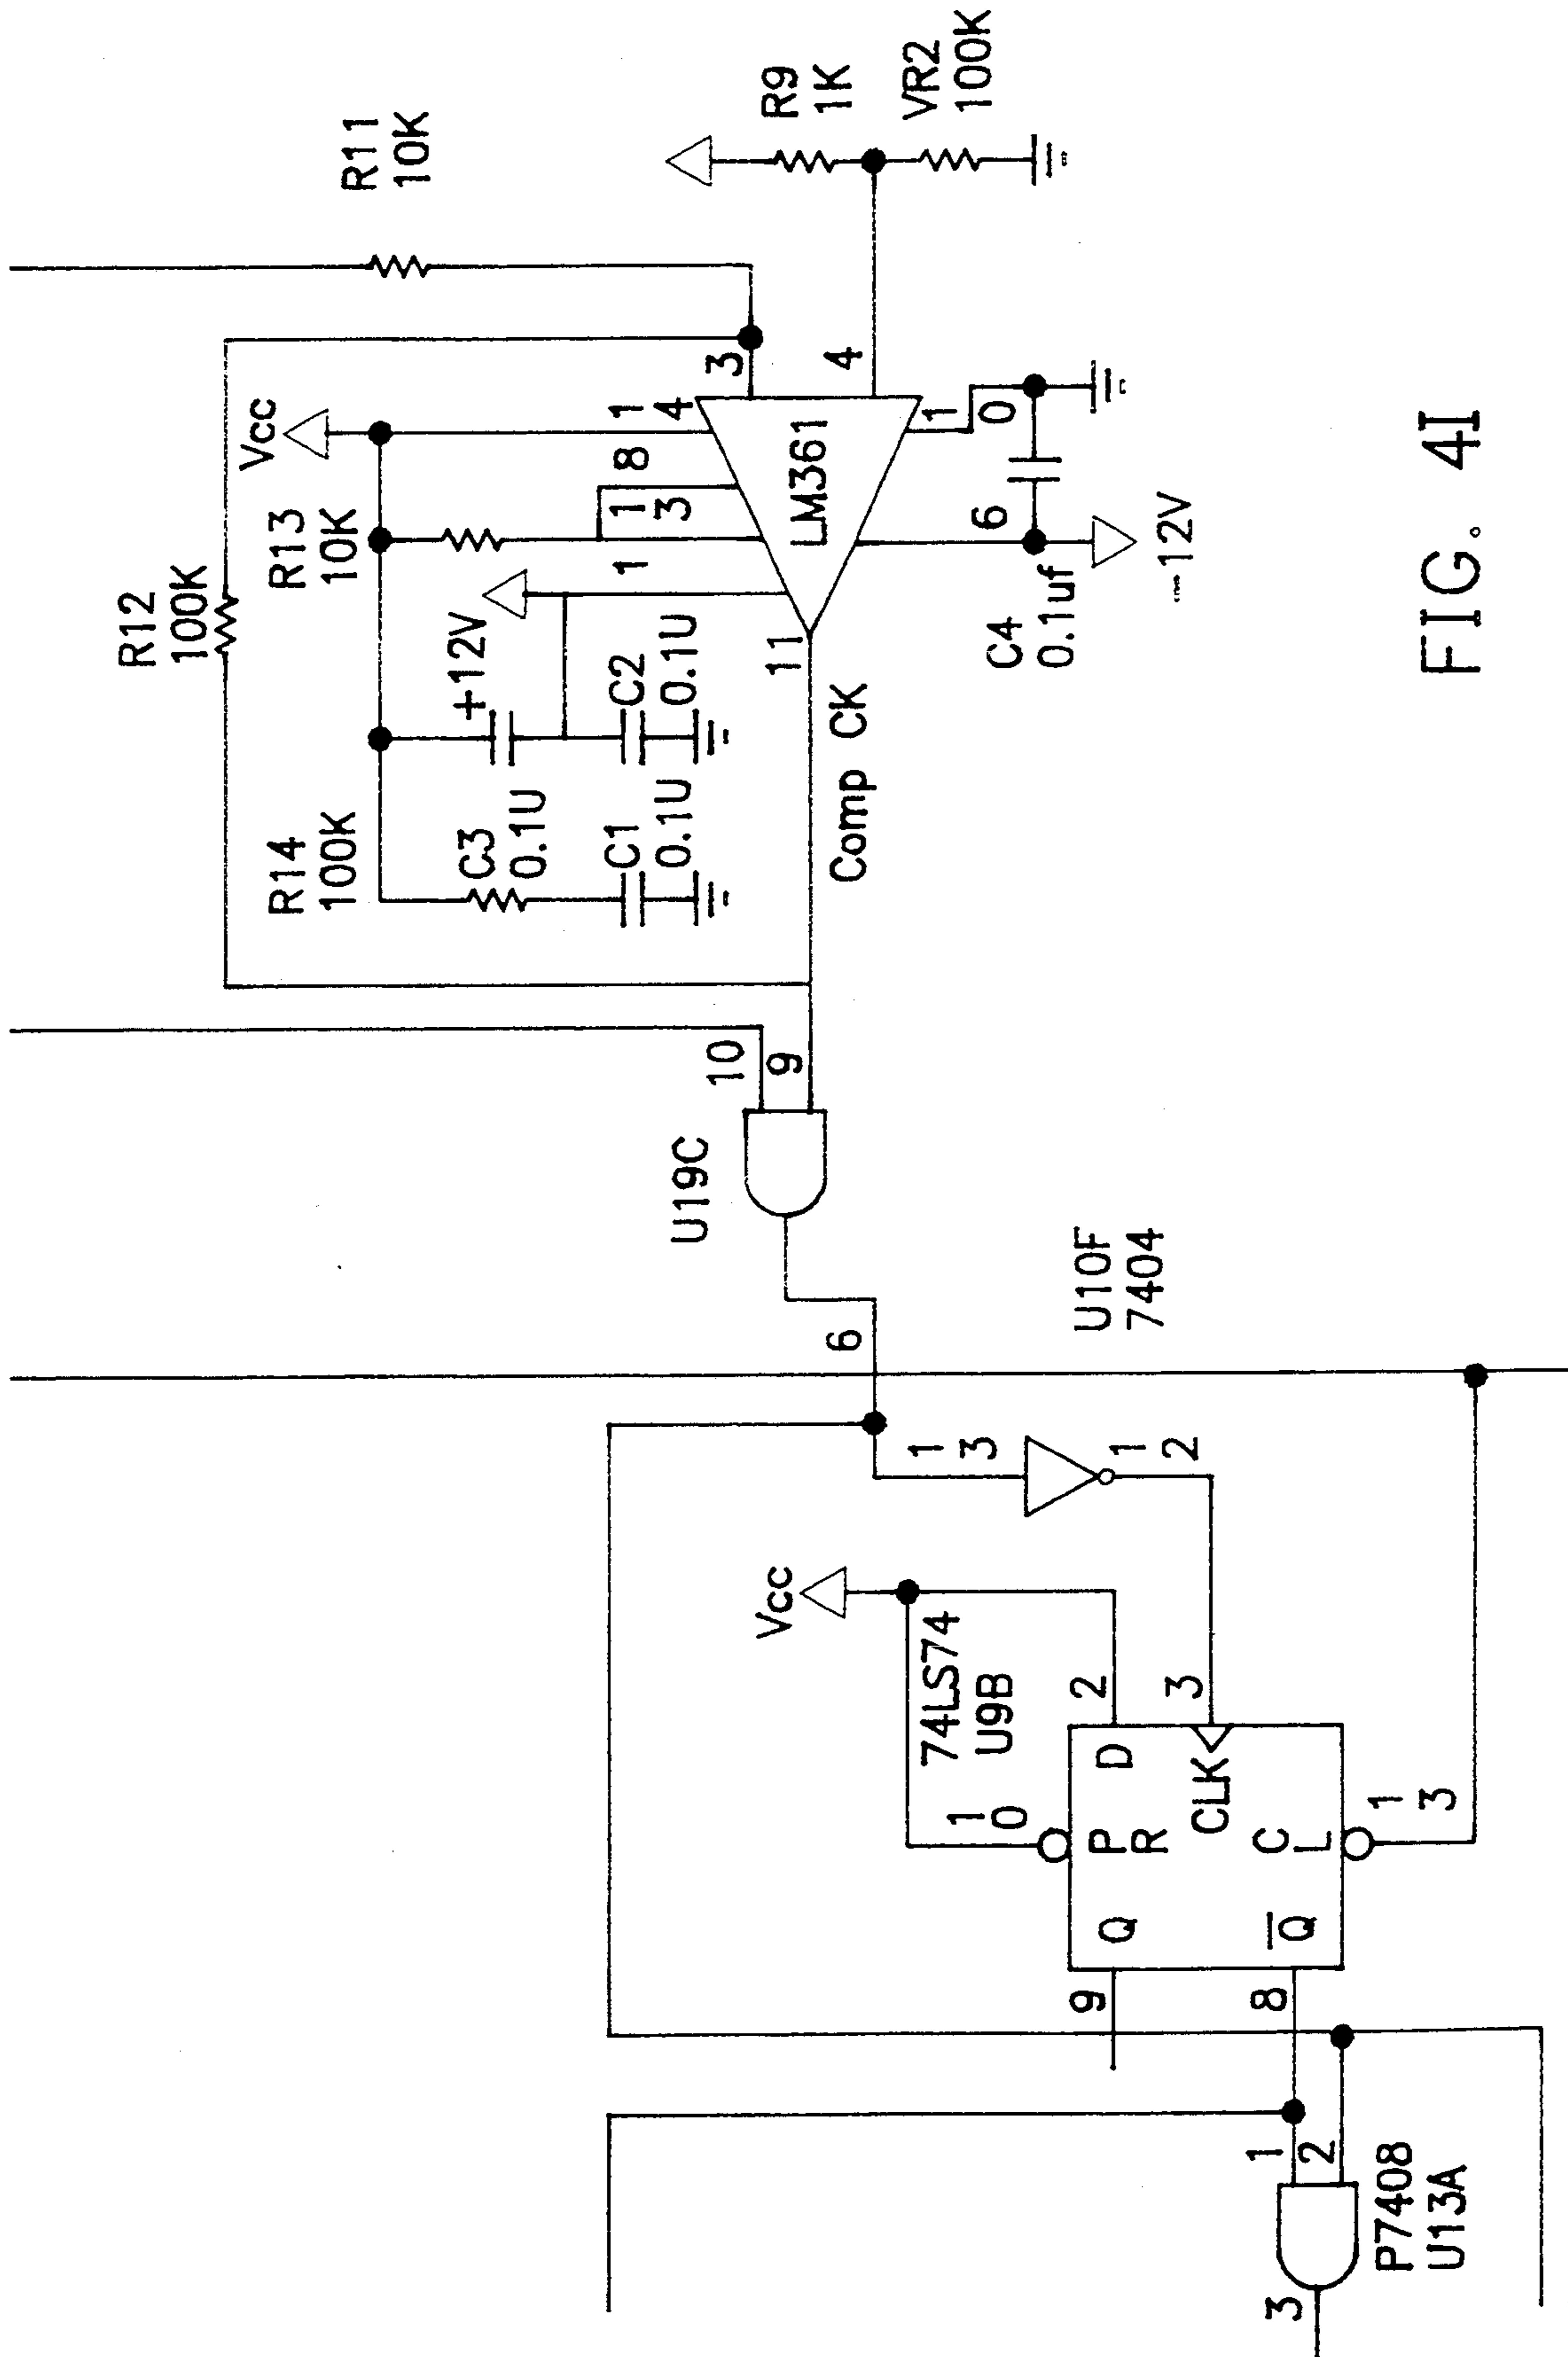 R11
10K
R12
100K
R9
1K
VR2
100K
Vcc
R13
10K
R14
100K
+12V
C3
0.1U
C2
0.1U
C1
0.1U
3
4
1
4
8
1
3
1
LM361
11
1
0
6
C4
0.1uf
-12V
Comp CK
10
9
U19C
6
U10F
7404
1
3
1
2
Vcc
74LS74
U9B
1
0
2
3
P
R
D
CLK
C
L
Q
Q̅
1
3
9
8
1
2
3
P7408
U13A
FIG. 4I